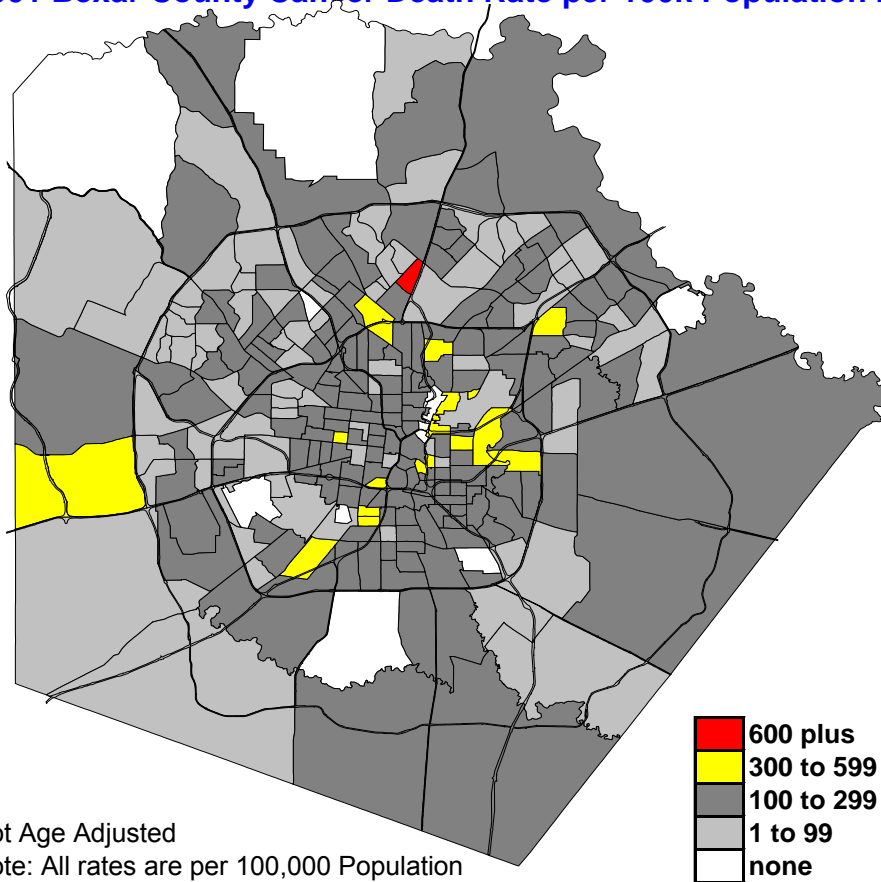 Bexar County Cancer Death Rate per 100k Population
600 plus
300 to 599
100 to 299
1 to 99
none
ot Age Adjusted
ote: All rates are per 100,000 Population